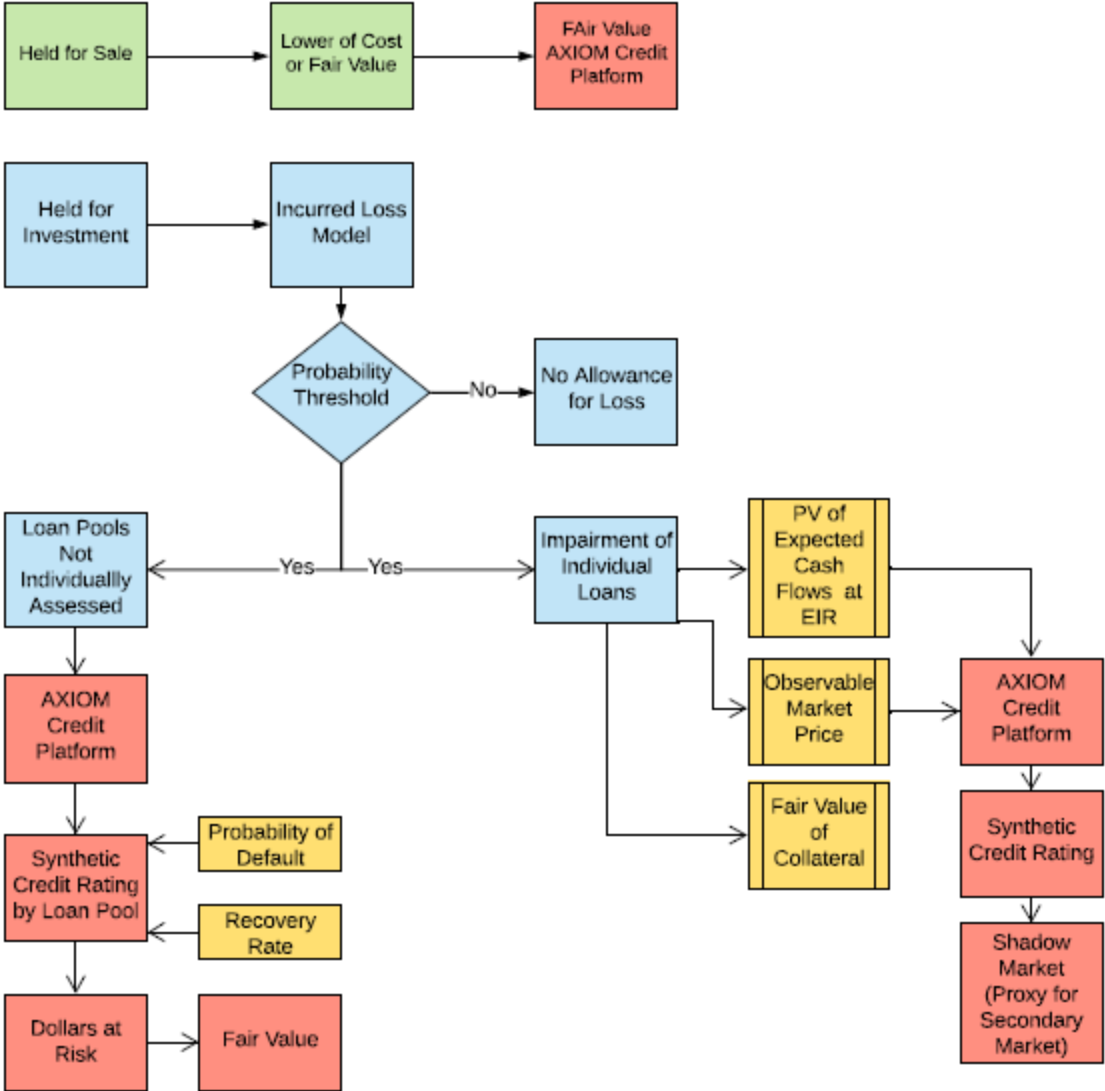 Held for Sale
Lower of Cost
or Fair Value
FAir Value
AXIOM Credit
Platform
Held for
Investment
Incurred Loss
Model
Probability
Threshold
No
No Allowance
for Loss
Yes
Yes
Loan Pools
Not
Individuallly
Assessed
Impairment of
Individual
Loans
PV of
Expected
Cash
Flows at
EIR
Observable
Market
Price
Fair Value
of
Collateral
AXIOM
Credit
Platform
Synthetic
Credit Rating
Shadow
Market
(Proxy for
Secondary
Market)
AXIOM
Credit
Platform
Synthetic
Credit Rating
by Loan Pool
Probability of
Default
Recovery
Rate
Dollars at
Risk
Fair Value